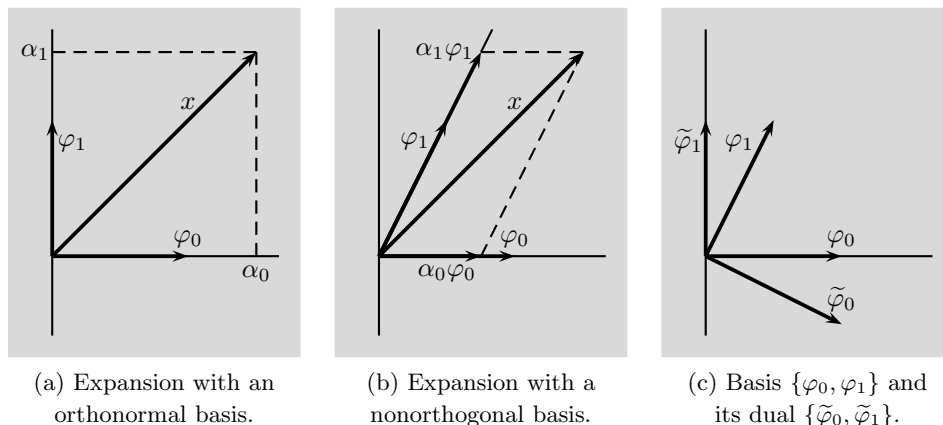 α₁
x
φ₁
φ₀
α₀
(a) Expansion with an
orthonormal basis.
α₁φ₁
x
φ₁
φ₀
α₀φ₀
(b) Expansion with a
nonorthogonal basis.
φ̃₁ φ₁
φ₀
φ̃₀
(c) Basis {φ₀, φ₁} and
its dual {φ̃₀, φ̃₁}.